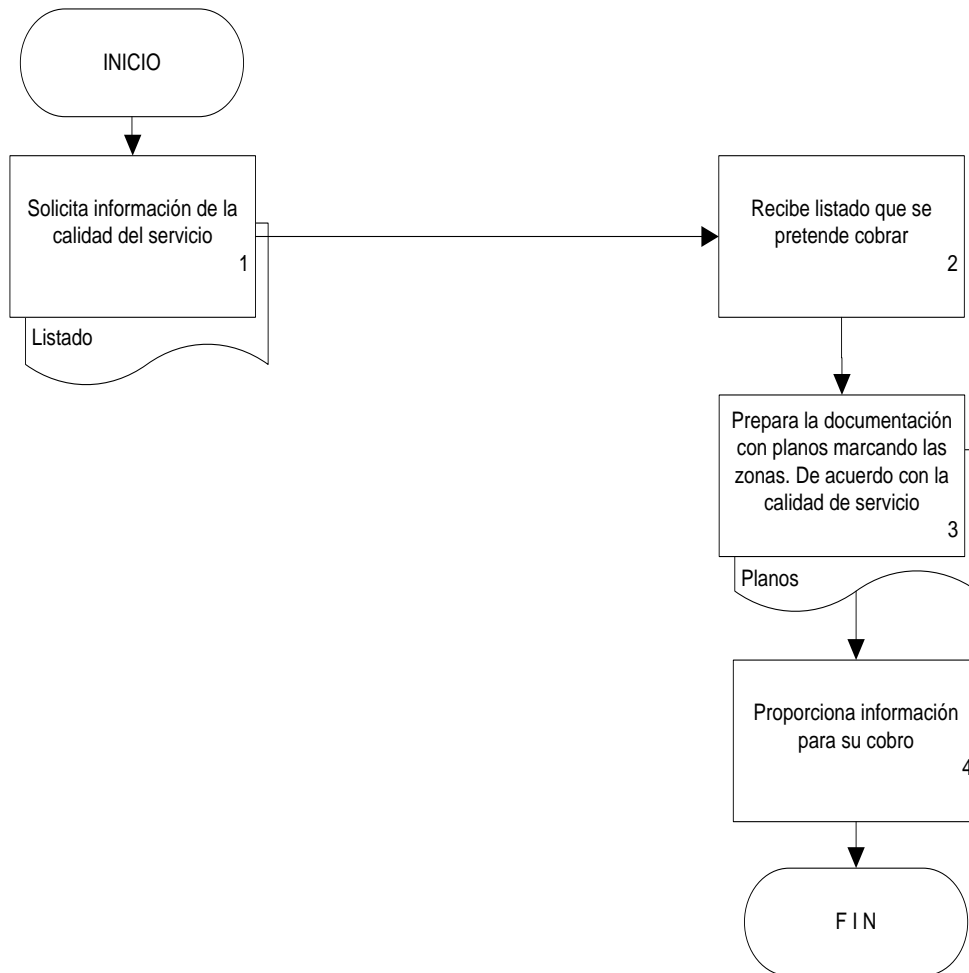 INICIO
Solicita información de la
calidad del servicio
1
Listado
Recibe listado que se
pretende cobrar
2
Prepara la documentación
con planos marcando las
zonas. De acuerdo con la
calidad de servicio
3
Planos
Proporciona información
para su cobro
4
F I N